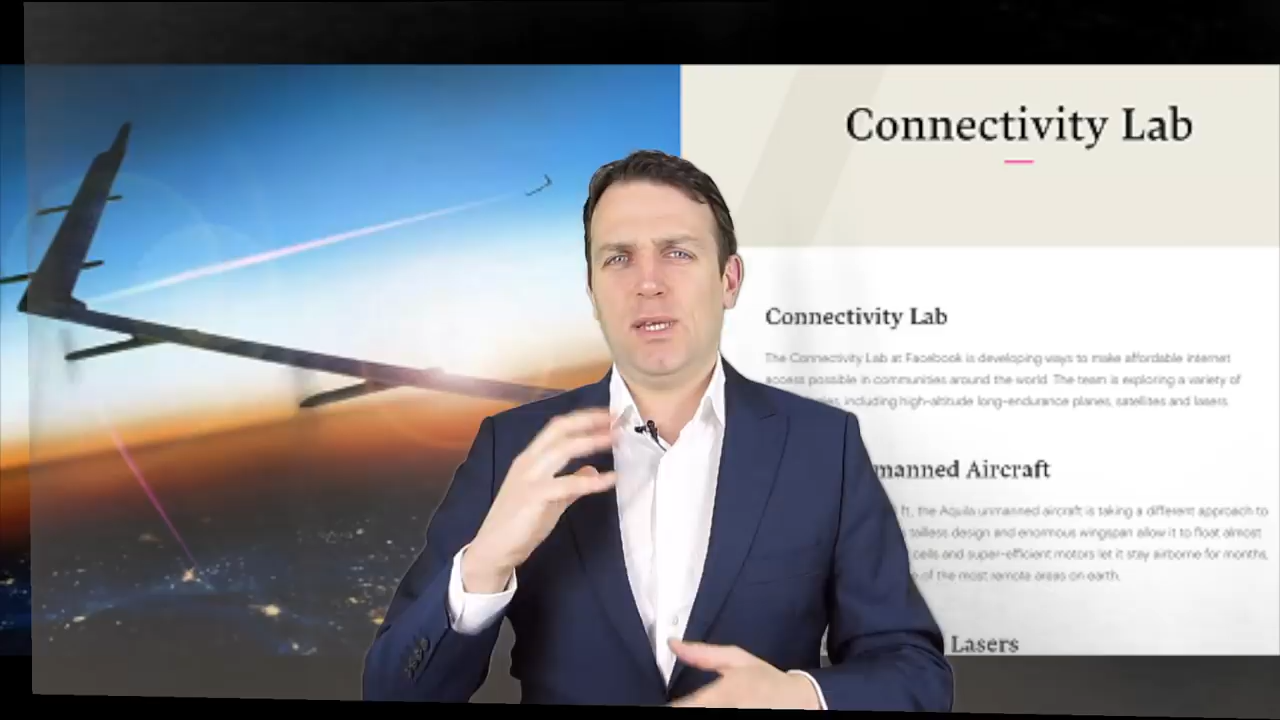 Connectivity Lab
Connectivity Lab
The Connectivity Lab at Facebook is developing ways to make affordable internet
access possible in communities around the world. The team is exploring a variety of
including high-altitude long-endurance planes, satellites and lasers
manned Aircraft
ft, the Aquila unmanned aircraft is taking a different approach to
tailless design and enormous wingspan allow it to float almost
cells and super-efficient motors let it stay airborne for months,
of the most remote areas on earth.
Lasers